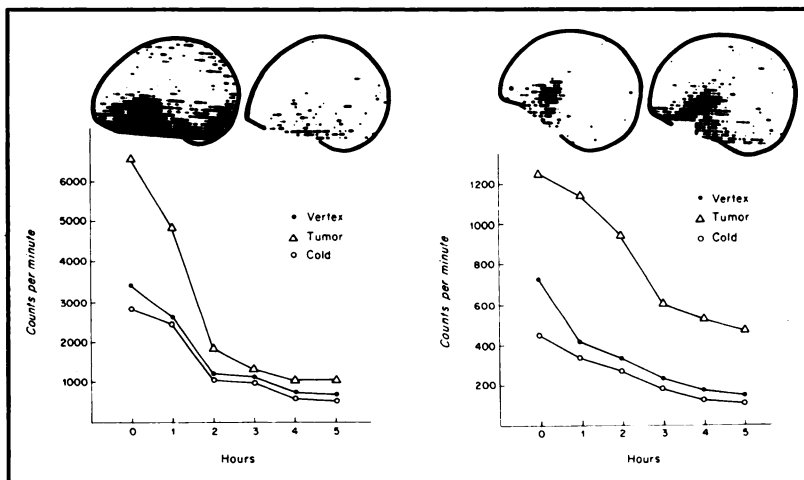 6000
5000
4000
3000
2000
1000
Counts per minute
Vertex
Tumor
Cold
0 1 2 3 4 5
Hours
1200
1000
800
600
400
200
Counts per minute
Vertex
Tumor
Cold
0 1 2 3 4 5
Hours